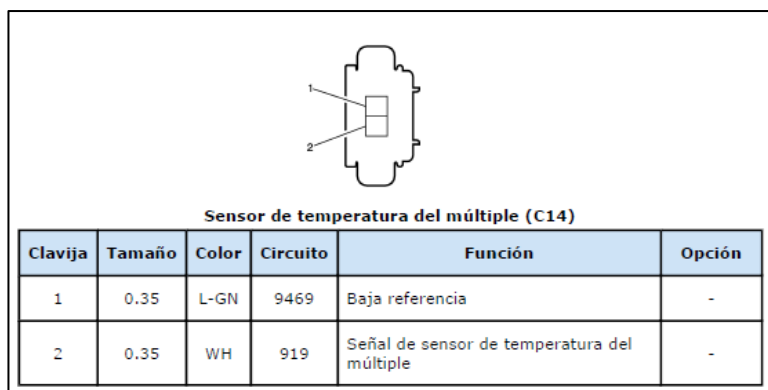 1
2
Sensor de temperatura del múltiple (C14)
Clavija Tamaño Color Circuito Función Opción
1 0.35 L-GN 9469 Baja referencia -
2 0.35 WH 919 Señal de sensor de temperatura del
múltiple -